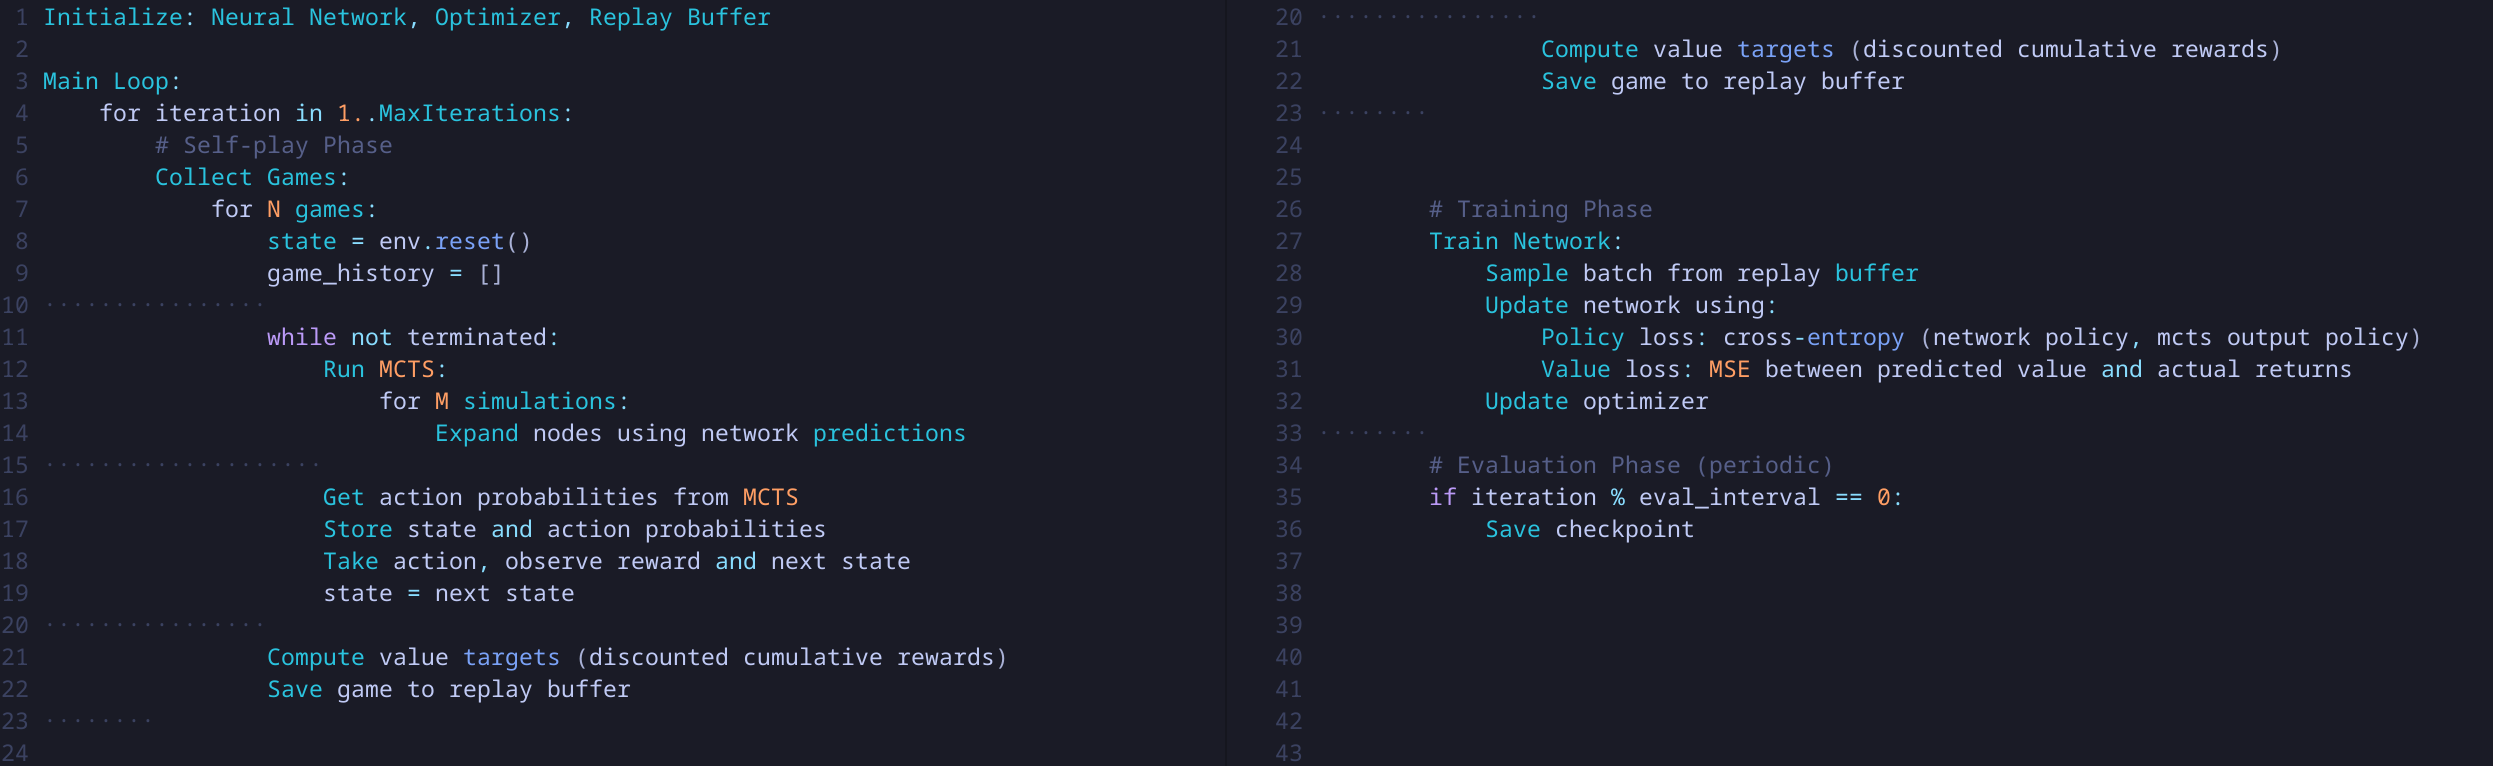 1 Initialize: Neural Network, Optimizer, Replay Buffer
2
3 Main Loop:
4     for iteration in 1..MaxIterations:
5         # Self-play Phase
6         Collect Games:
7             for N games:
8                 state = env.reset()
9                 game_history = []
10 ················
11                 while not terminated:
12                     Run MCTS:
13                         for M simulations:
14                             Expand nodes using network predictions
15 ····················
16                     Get action probabilities from MCTS
17                     Store state and action probabilities
18                     Take action, observe reward and next state
19                     state = next state
20 ················
21                 Compute value targets (discounted cumulative rewards)
22                 Save game to replay buffer
23 ········
24
20 ················
21                 Compute value targets (discounted cumulative rewards)
22                 Save game to replay buffer
23 ········
24
25
26         # Training Phase
27         Train Network:
28             Sample batch from replay buffer
29             Update network using:
30                 Policy loss: cross-entropy (network policy, mcts output policy)
31                 Value loss: MSE between predicted value and actual returns
32             Update optimizer
33 ········
34         # Evaluation Phase (periodic)
35         if iteration % eval_interval == 0:
36             Save checkpoint
37
38
39
40
41
42
43